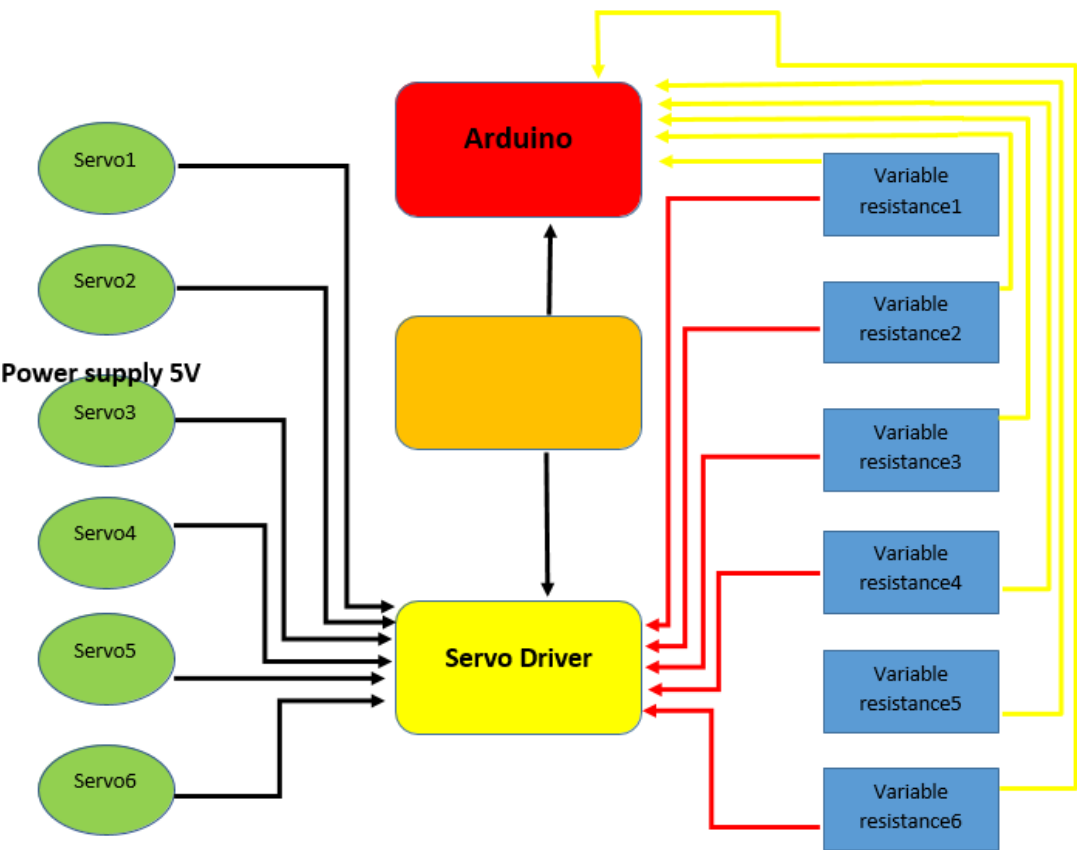 Arduino
Servo1
Variable
resistance1
Servo2
Variable
resistance2
Power supply 5V
Servo3
Variable
resistance3
Servo4
Variable
resistance4
Servo5
Servo Driver
Variable
resistance5
Servo6
Variable
resistance6